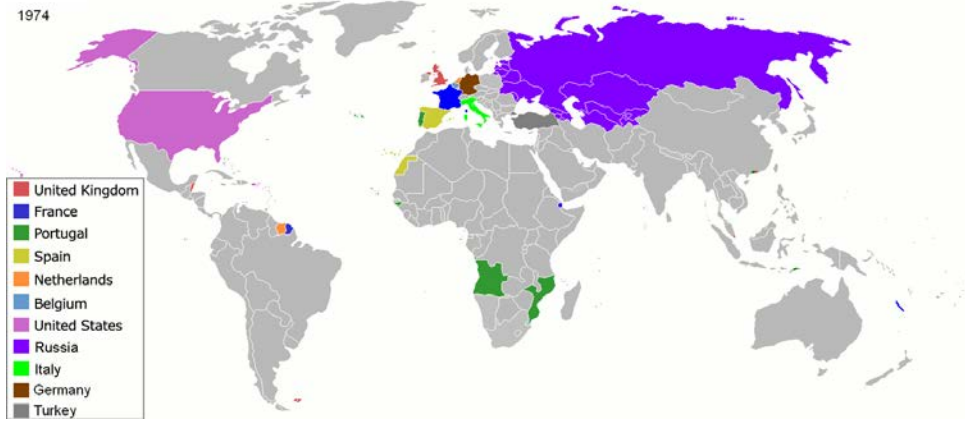 1974
United Kingdom
France
Portugal
Spain
Netherlands
Belgium
United States
Russia
Italy
Germany
Turkey